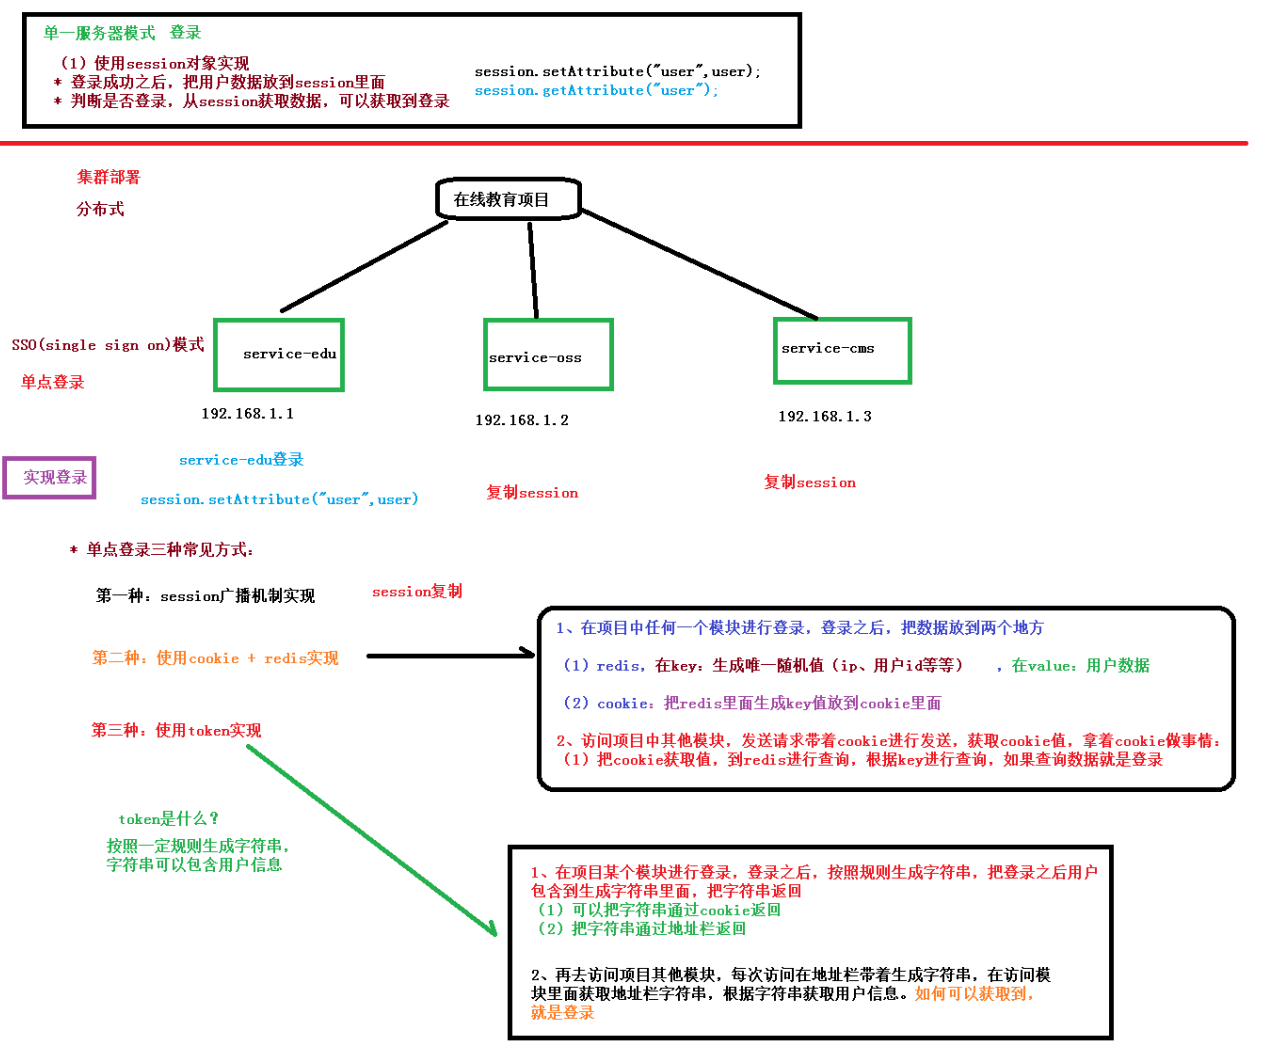 单一服务器模式 登录
（1）使用session对象实现
* 登录成功之后，把用户数据放到session里面
* 判断是否登录，从session获取数据，可以获取到登录
session.setAttribute("user",user);
session.getAttribute("user");
集群部署
分布式
在线教育项目
SSO(single sign on)模式
单点登录
service-edu
service-oss
service-cms
192.168.1.1
192.168.1.2
192.168.1.3
实现登录
service-edu登录
session.setAttribute("user",user)
复制session
复制session
* 单点登录三种常见方式：
第一种：session广播机制实现
session复制
第二种：使用cookie + redis实现
1、在项目中任何一个模块进行登录，登录之后，把数据放到两个地方
（1）redis，在key：生成唯一随机值（ip、用户id等等） ，在value：用户数据
（2）cookie：把redis里面生成key值放到cookie里面
2、访问项目中其他模块，发送请求带着cookie进行发送，获取cookie值，拿着cookie做事情：
（1）把cookie获取值，到redis进行查询，根据key进行查询，如果查询数据就是登录
第三种：使用token实现
token是什么？
按照一定规则生成字符串，
字符串可以包含用户信息
1、在项目某个模块进行登录，登录之后，按照规则生成字符串，把登录之后用户
包含到生成字符串里面，把字符串返回
（1）可以把字符串通过cookie返回
（2）把字符串通过地址栏返回
2、再去访问项目其他模块，每次访问在地址栏带着生成字符串，在访问模
块里面获取地址栏字符串，根据字符串获取用户信息。如何可以获取到，
就是登录